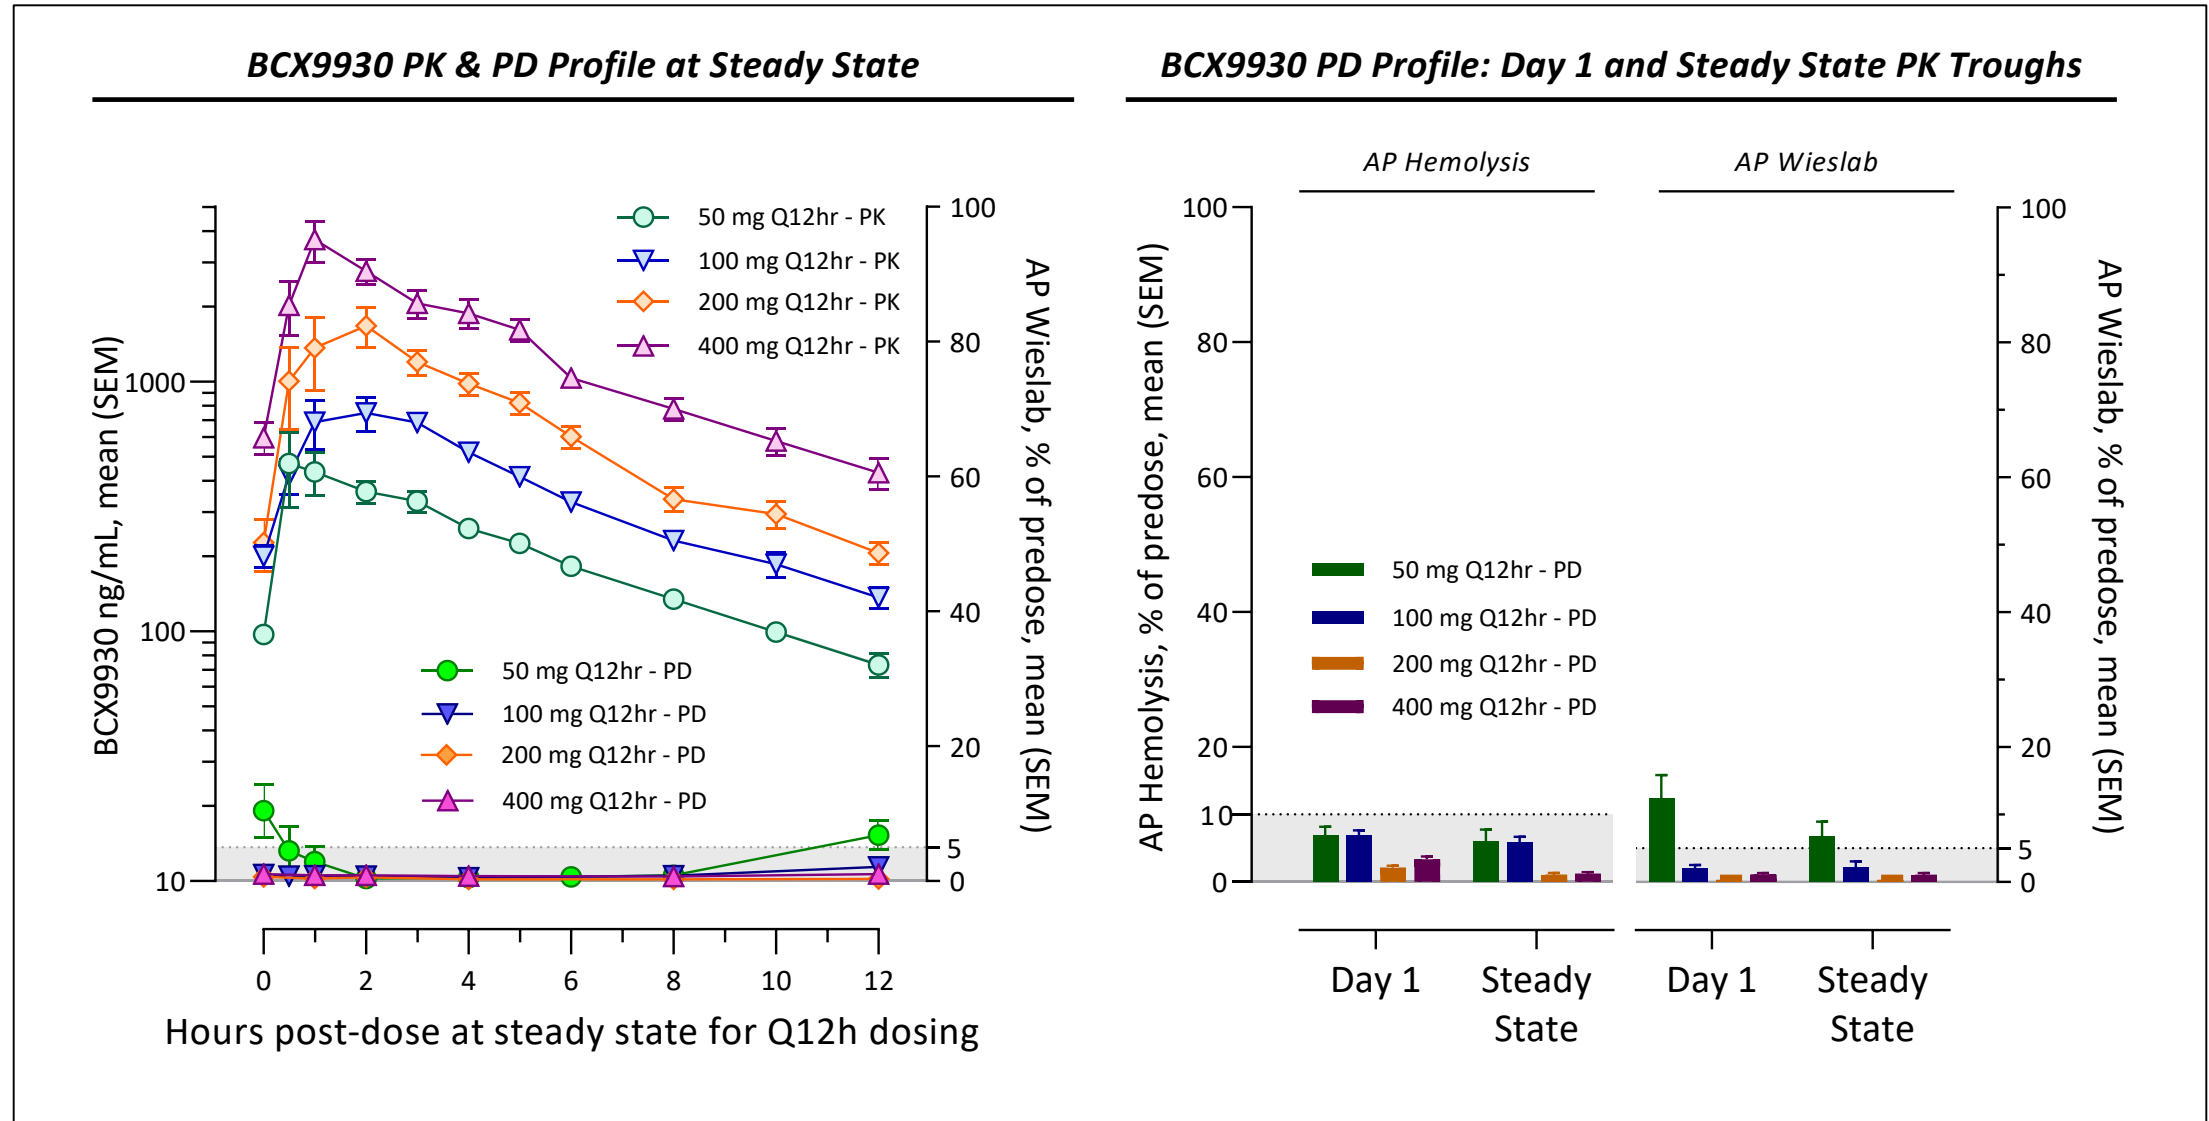 BCX9930 PK & PD Profile at Steady State
BCX9930 ng/mL, mean (SEM)
1000
100
10
50 mg Q12hr - PK
100 mg Q12hr - PK
200 mg Q12hr - PK
400 mg Q12hr - PK
50 mg Q12hr - PD
100 mg Q12hr - PD
200 mg Q12hr - PD
400 mg Q12hr - PD
100
80
60
40
20
5
0
AP Wieslab, % of predose, mean (SEM)
0 2 4 6 8 10 12
Hours post-dose at steady state for Q12h dosing
BCX9930 PD Profile: Day 1 and Steady State PK Troughs
AP Hemolysis AP Wieslab
AP Hemolysis, % of predose, mean (SEM)
100
80
60
40
20
10
0
50 mg Q12hr - PD
100 mg Q12hr - PD
200 mg Q12hr - PD
400 mg Q12hr - PD
100
80
60
40
20
5
0
AP Wieslab, % of predose, mean (SEM)
Day 1 Steady Day 1 Steady
State State